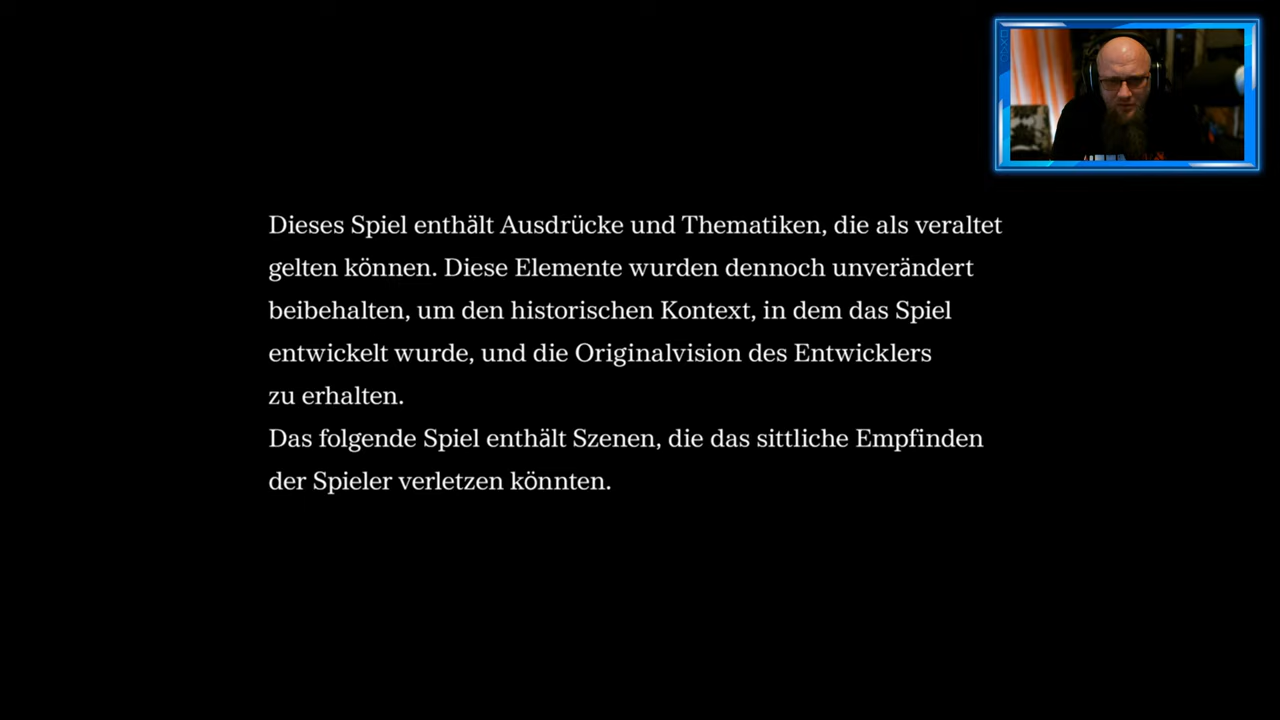 Dieses Spiel enthält Ausdrücke und Thematiken, die als veraltet
gelten können. Diese Elemente wurden dennoch unverändert
beibehalten, um den historischen Kontext, in dem das Spiel
entwickelt wurde, und die Originalvision des Entwicklers
zu erhalten.
Das folgende Spiel enthält Szenen, die das sittliche Empfinden
der Spieler verletzen könnten.